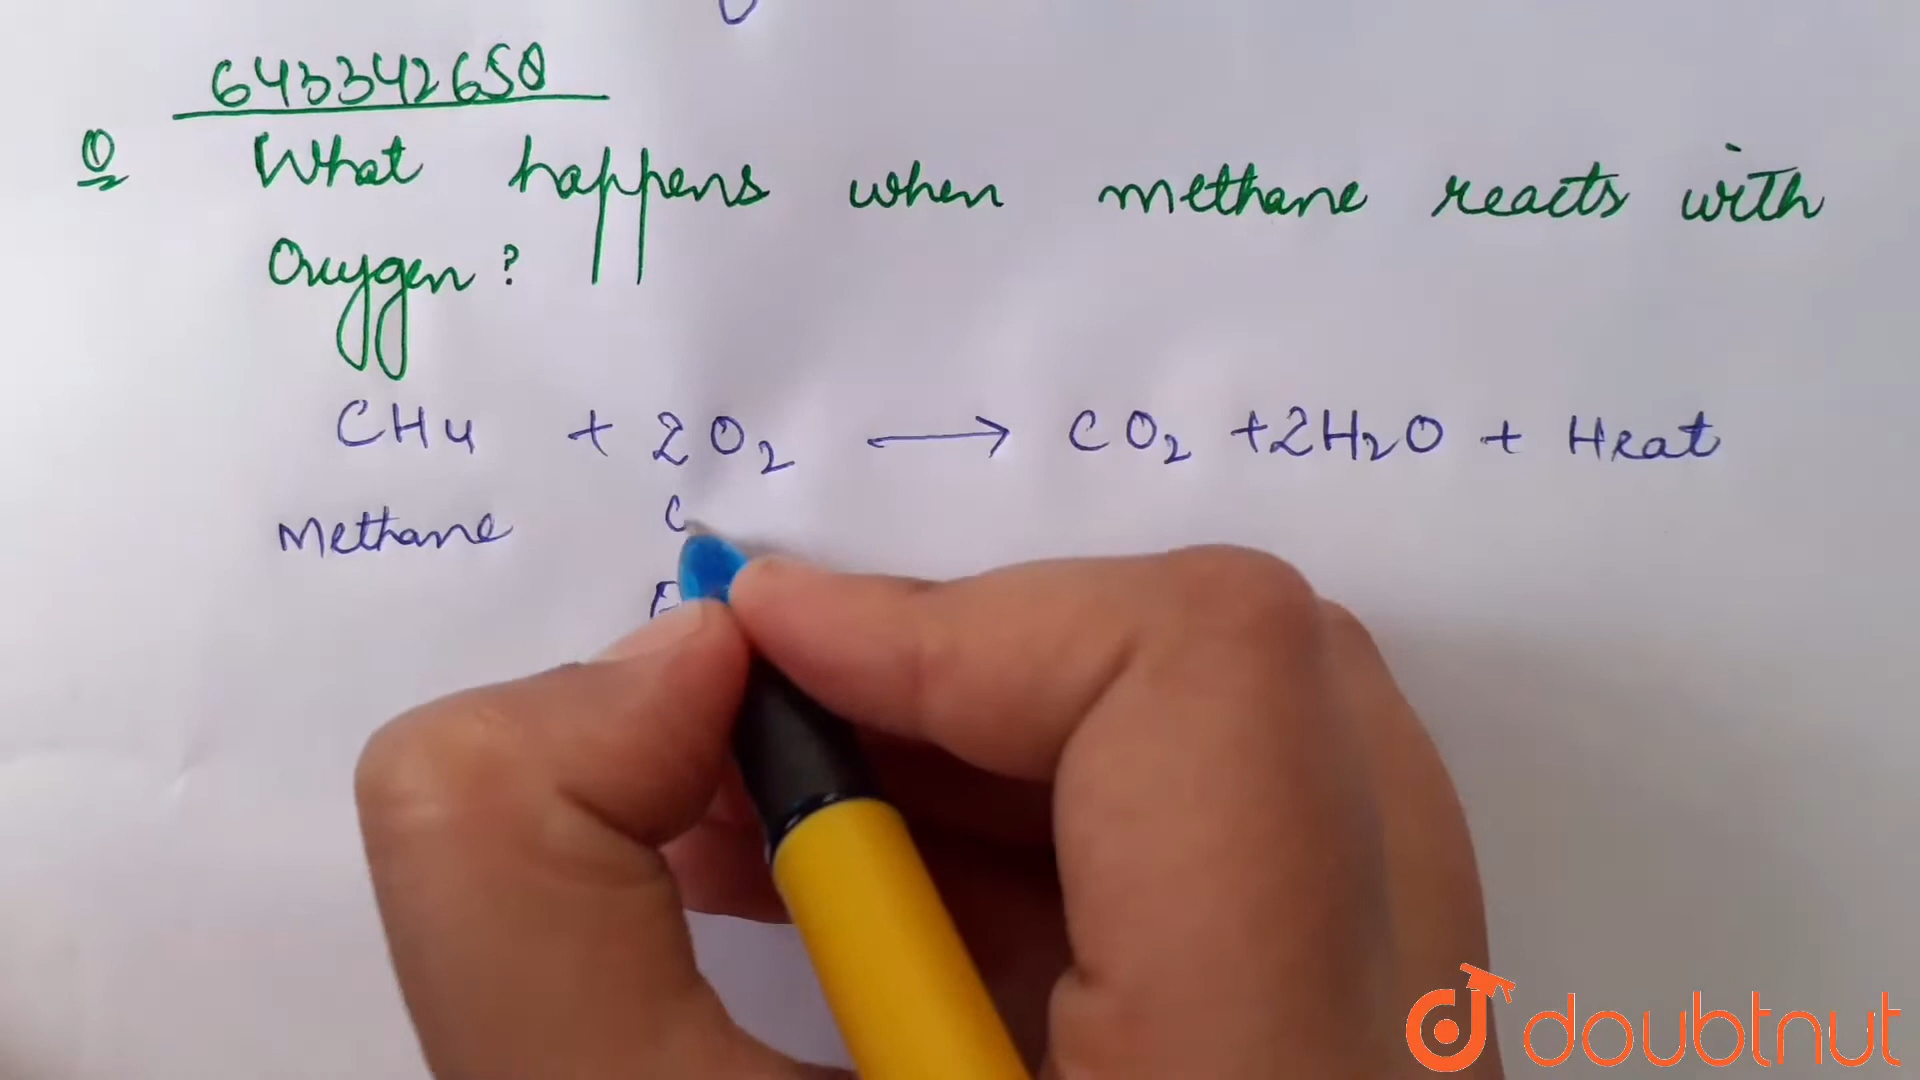 643342650
Q What happens when methane reacts with
Oxygen?
CH4 + 2O2 → CO2 + 2H2O + Heat
Methane
doubtnut